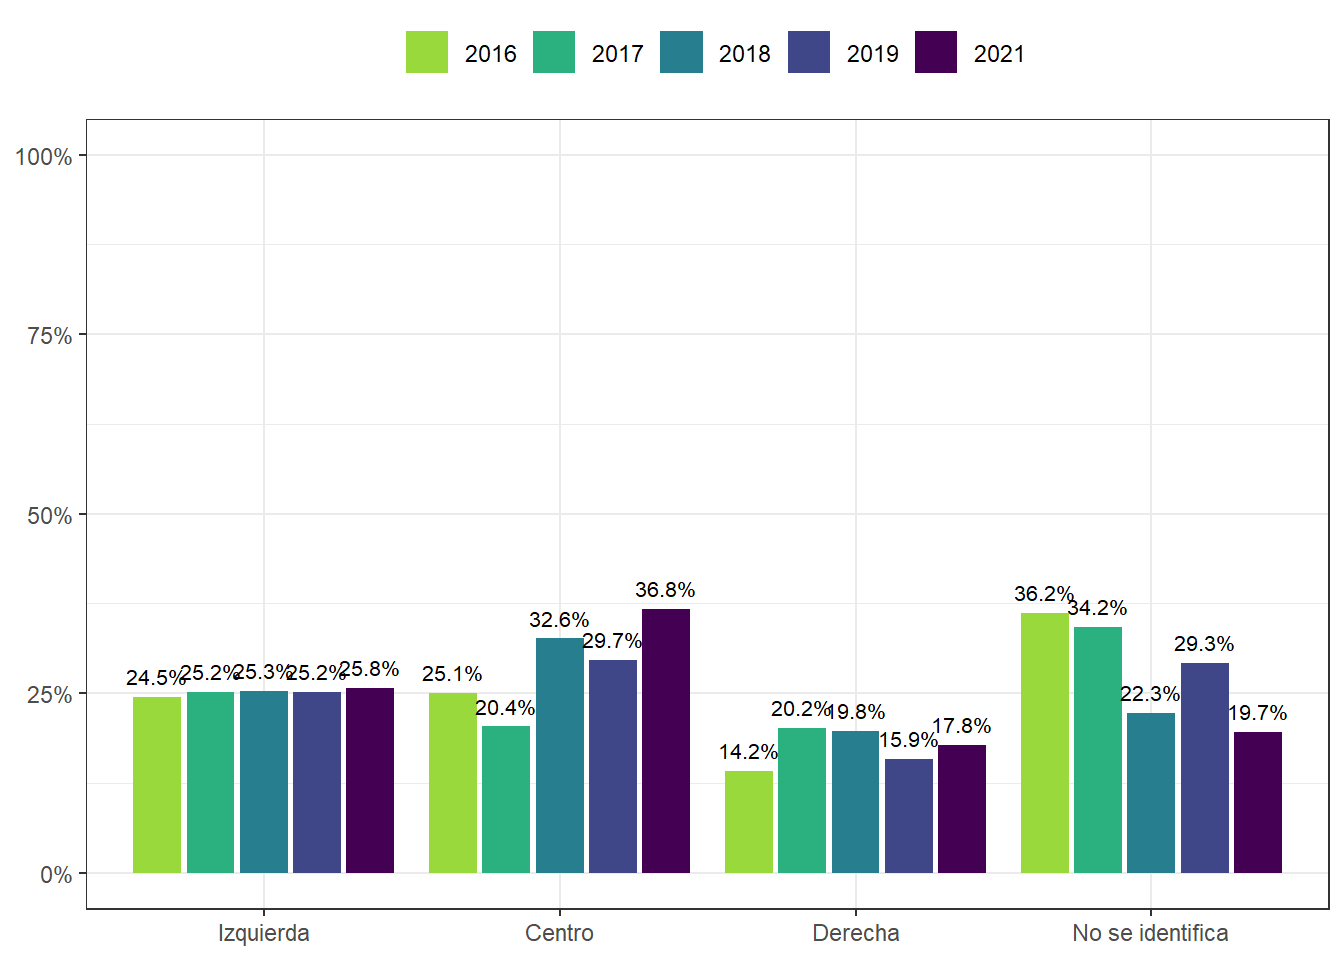 2016 2017 2018 2019 2021
100%
75%
50%
25%
0%
24.5% 25.2% 25.3% 25.2% 25.8%
25.1% 20.4% 32.6% 29.7% 36.8%
14.2% 20.2% 19.8% 15.9% 17.8%
36.2% 34.2% 22.3% 29.3% 19.7%
Izquierda Centro Derecha No se identifica